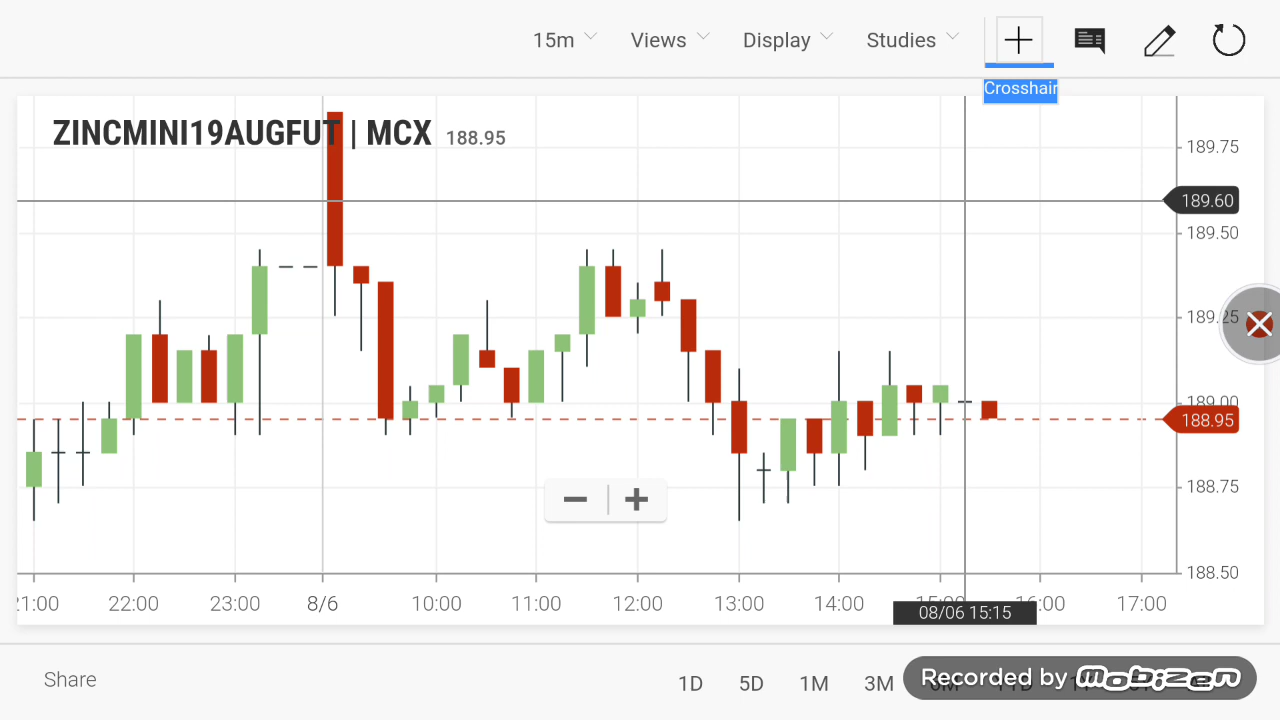 15m Views Display Studies
Crosshair
ZINCMINI19AUGFUT | MCX 188.95
189.75
189.60
189.50
189.25
189.00
188.95
188.75
188.50
22:00 23:00 8/6 10:00 11:00 12:00 13:00 14:00 15:00 16:00 17:00
08/06 15:15
Share 1D 5D 1M 3M
Recorded by mobizen